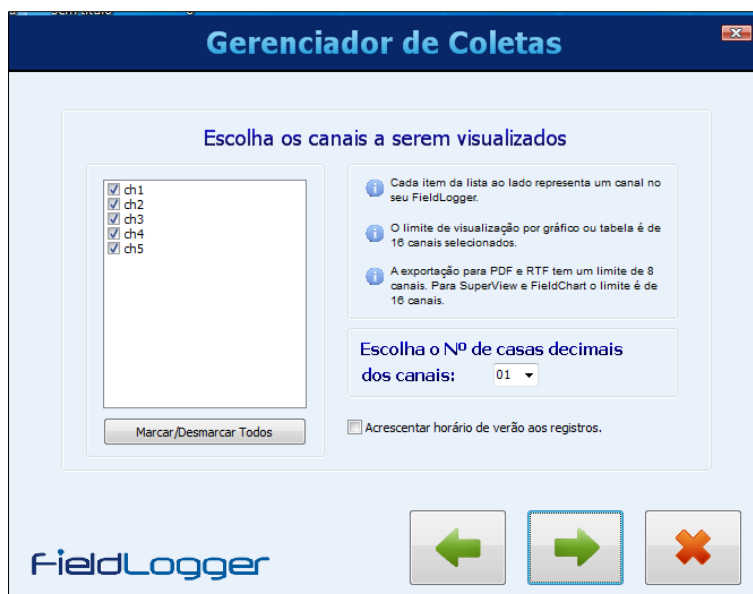 Gerenciador de Coletas
Escolha os canais a serem visualizados
ch1
ch2
ch3
ch4
ch5
Marcar/Desmarcar Todos
Cada item da lista ao lado representa um canal no
seu FieldLogger.
O limite de visualização por gráfico ou tabela é de
16 canais selecionados.
A exportação para PDF e RTF tem um limite de 8
canais. Para SuperView e FieldChart o limite é de
16 canais.
Escolha o Nº de casas decimais
dos canais: 01
Acrescentar horário de verão aos registros.
FieldLogger